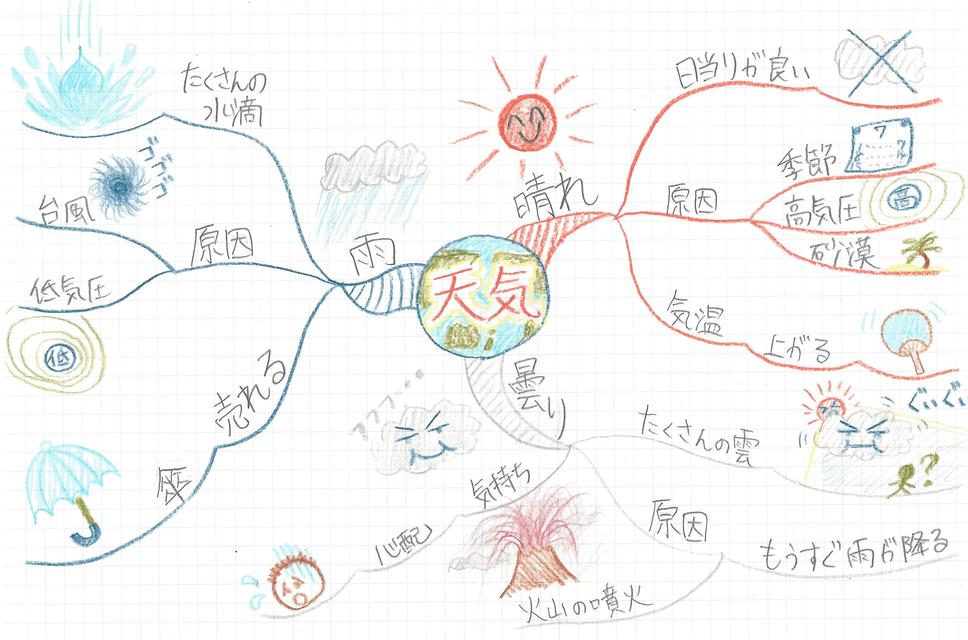 天気
晴れ
日当りが良い
原因
季節
7
高気圧
高
砂漠
気温
上がる
曇り
たくさんの雲
ぐいぐい
?
原因
もうすぐ雨が降る
火山の噴火
気持ち
心配
フフフ…
雨
たくさんの
水滴
原因
台風
ゴゴゴ
低気圧
低
売れる
傘